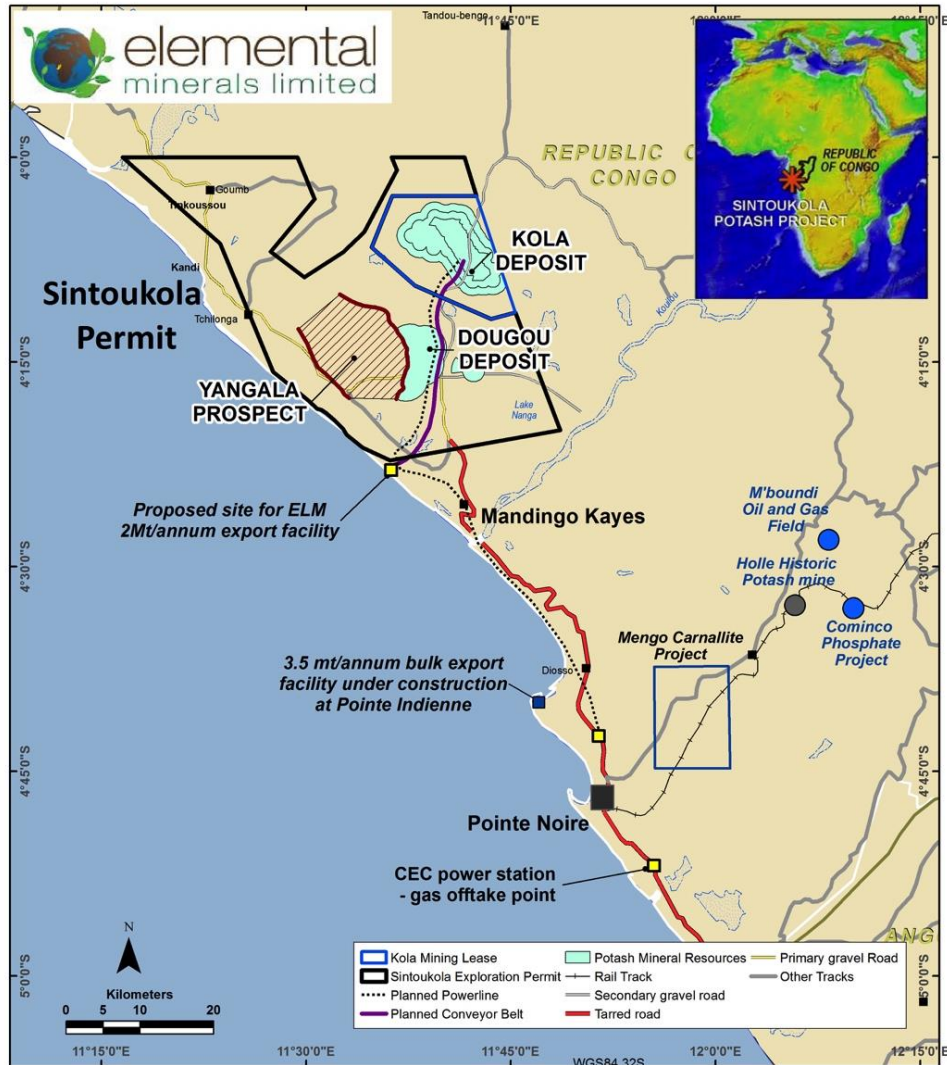 elemental
minerals limited
Tandou-bengo
11°45'0"E
REPUBLIC
OF CONGO
SINTOUKOLA
POTASH PROJECT
4°0'0"S
4°0'0"S
REPUBLIC
CONGO
Goumb
Kandi
Tchilonga
Sintoukola
Permit
KOLA
DEPOSIT
DOUGOU
DEPOSIT
YANGALA
PROSPECT
Kouilou
Lake
Nanga
4°15'0"S
4°15'0"S
Proposed site for ELM
2Mt/annum export facility
Mandingo Kayes
M'boundi
Oil and Gas
Field
Holle Historic
Potash mine
4°30'0"S
4°30'0"S
Cominco
Phosphate
Project
Mengo Carnallite
Project
3.5 mt/annum bulk export
facility under construction
at Pointe Indienne
Diosso
4°45'0"S
4°45'0"S
Pointe Noire
CEC power station
- gas offtake point
ANG
N
Kilometers
0 5 10 20
Kola Mining Lease
Sintoukola Exploration Permit
Planned Powerline
Planned Conveyor Belt
Potash Mineral Resources
Rail Track
Secondary gravel road
Tarred road
Primary gravel Road
Other Tracks
5°0'0"S
5°0'0"S
11°15'0"E
11°30'0"E
11°45'0"E
12°0'0"E
12°15'0"E
WGS84 32S